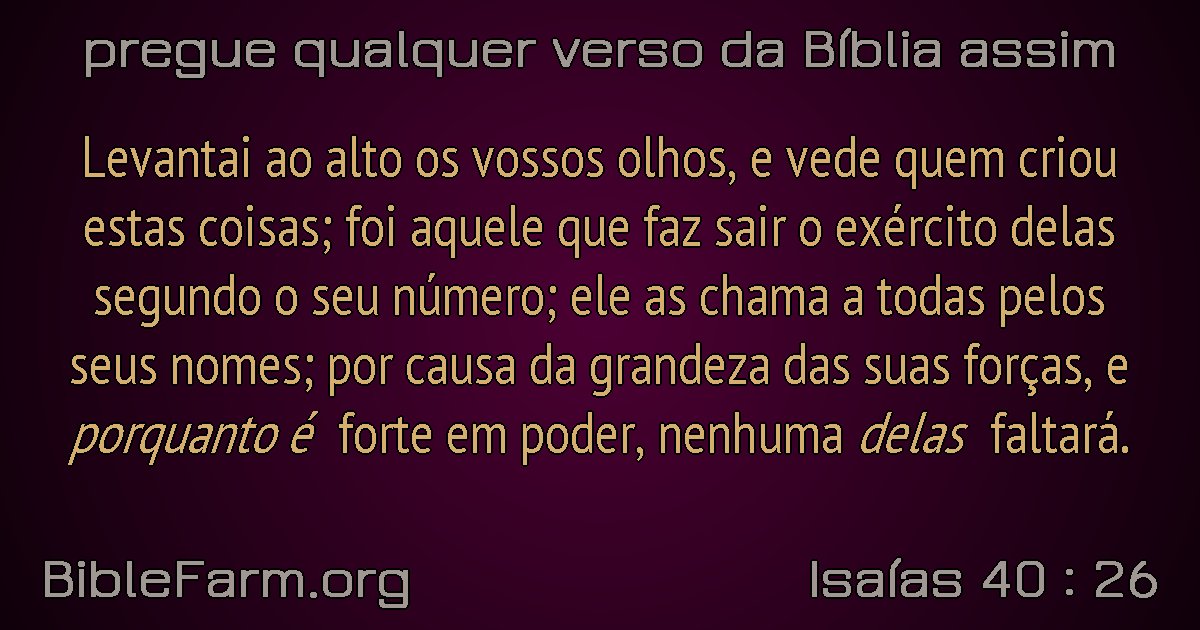 pregue qualquer verso da Bíblia assim
Levantai ao alto os vossos olhos, e vede quem criou
estas coisas; foi aquele que faz sair o exército delas
segundo o seu número; ele as chama a todas pelos
seus nomes; por causa da grandeza das suas forças, e
porquanto é forte em poder, nenhuma delas faltará.
BibleFarm.org
Isaías 40 : 26